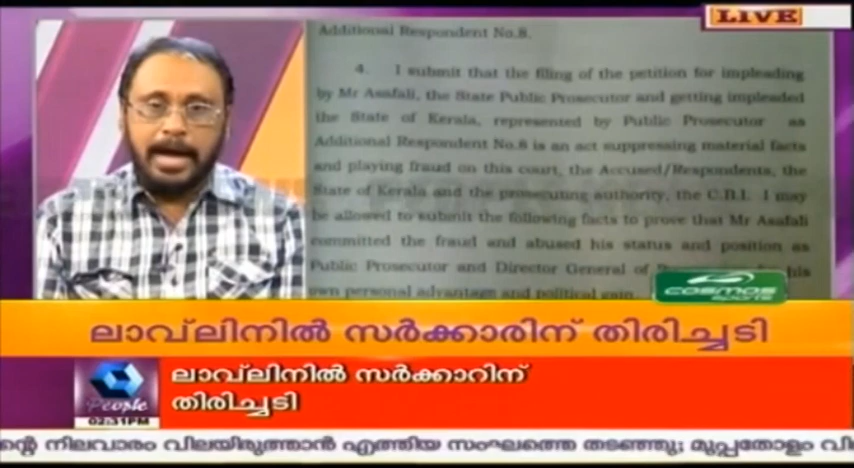 LIVE
Additional Respondent No.8.
4. I submit that the filing of the petition for impleading
by Mr Asafali, the State Public Prosecutor and getting impleaded
the State of Kerala, represented by Public Prosecutor as
Additional Respondent No.8 is an act suppressing material facts
and playing fraud on this court, the Accused/Respondents, the
State of Kerala and the prosecuting authority, the C.B.I. I may
be allowed to submit the following facts to prove that Mr Asafali
committed the fraud and abused his status and position as
Public Prosecutor and Director General of his
own personal advantage and political gain
COSMOS
sports
ലാവ്‌ലിനിൽ സർക്കാരിന് തിരിച്ചടി
ലാവ്‌ലിനിൽ സർക്കാറിന്
തിരിച്ചടി
People
02:31PM
ന്റെ നിലവാരം വിലയിരുത്താൻ എത്തിയ സംഘത്തെ തടഞ്ഞു; മുപ്പതോളം